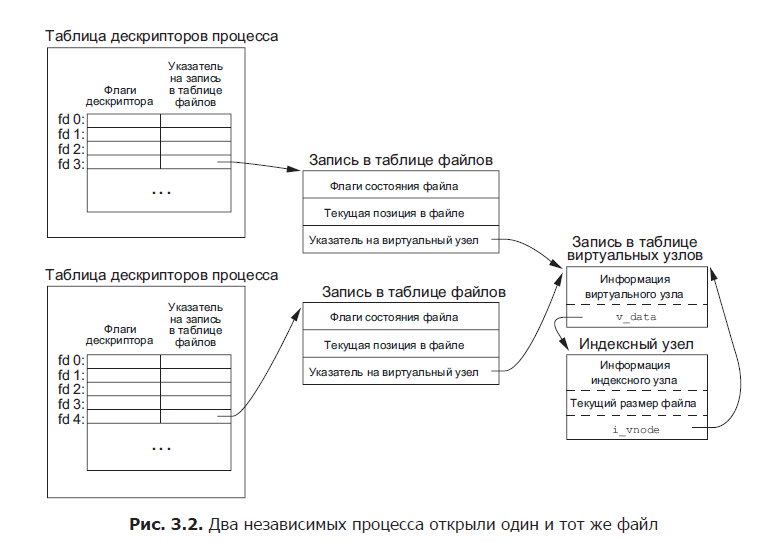 Таблица дескрипторов процесса
Флаги
дескриптора
Указатель
на запись
в таблице
файлов
fd 0:
fd 1:
fd 2:
fd 3:
...
Запись в таблице файлов
Флаги состояния файла
Текущая позиция в файле
Указатель на виртуальный узел
Таблица дескрипторов процесса
Флаги
дескриптора
Указатель
на запись
в таблице
файлов
fd 0:
fd 1:
fd 2:
fd 3:
fd 4:
...
Запись в таблице файлов
Флаги состояния файла
Текущая позиция в файле
Указатель на виртуальный узел
Запись в таблице
виртуальных узлов
Информация
виртуального узла
v_data
Индексный узел
Информация
индексного узла
Текущий размер файла
i_vnode
Рис. 3.2. Два независимых процесса открыли один и тот же файл